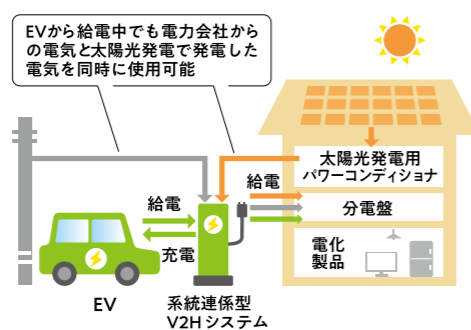 EVから給電中でも電力会社から
の電気と太陽光発電で発電した
電気を同時に使用可能
太陽光発電用
パワーコンディショナ
給電
分電盤
給電
充電
電化
製品
EV
系統連係型
V2Hシステム